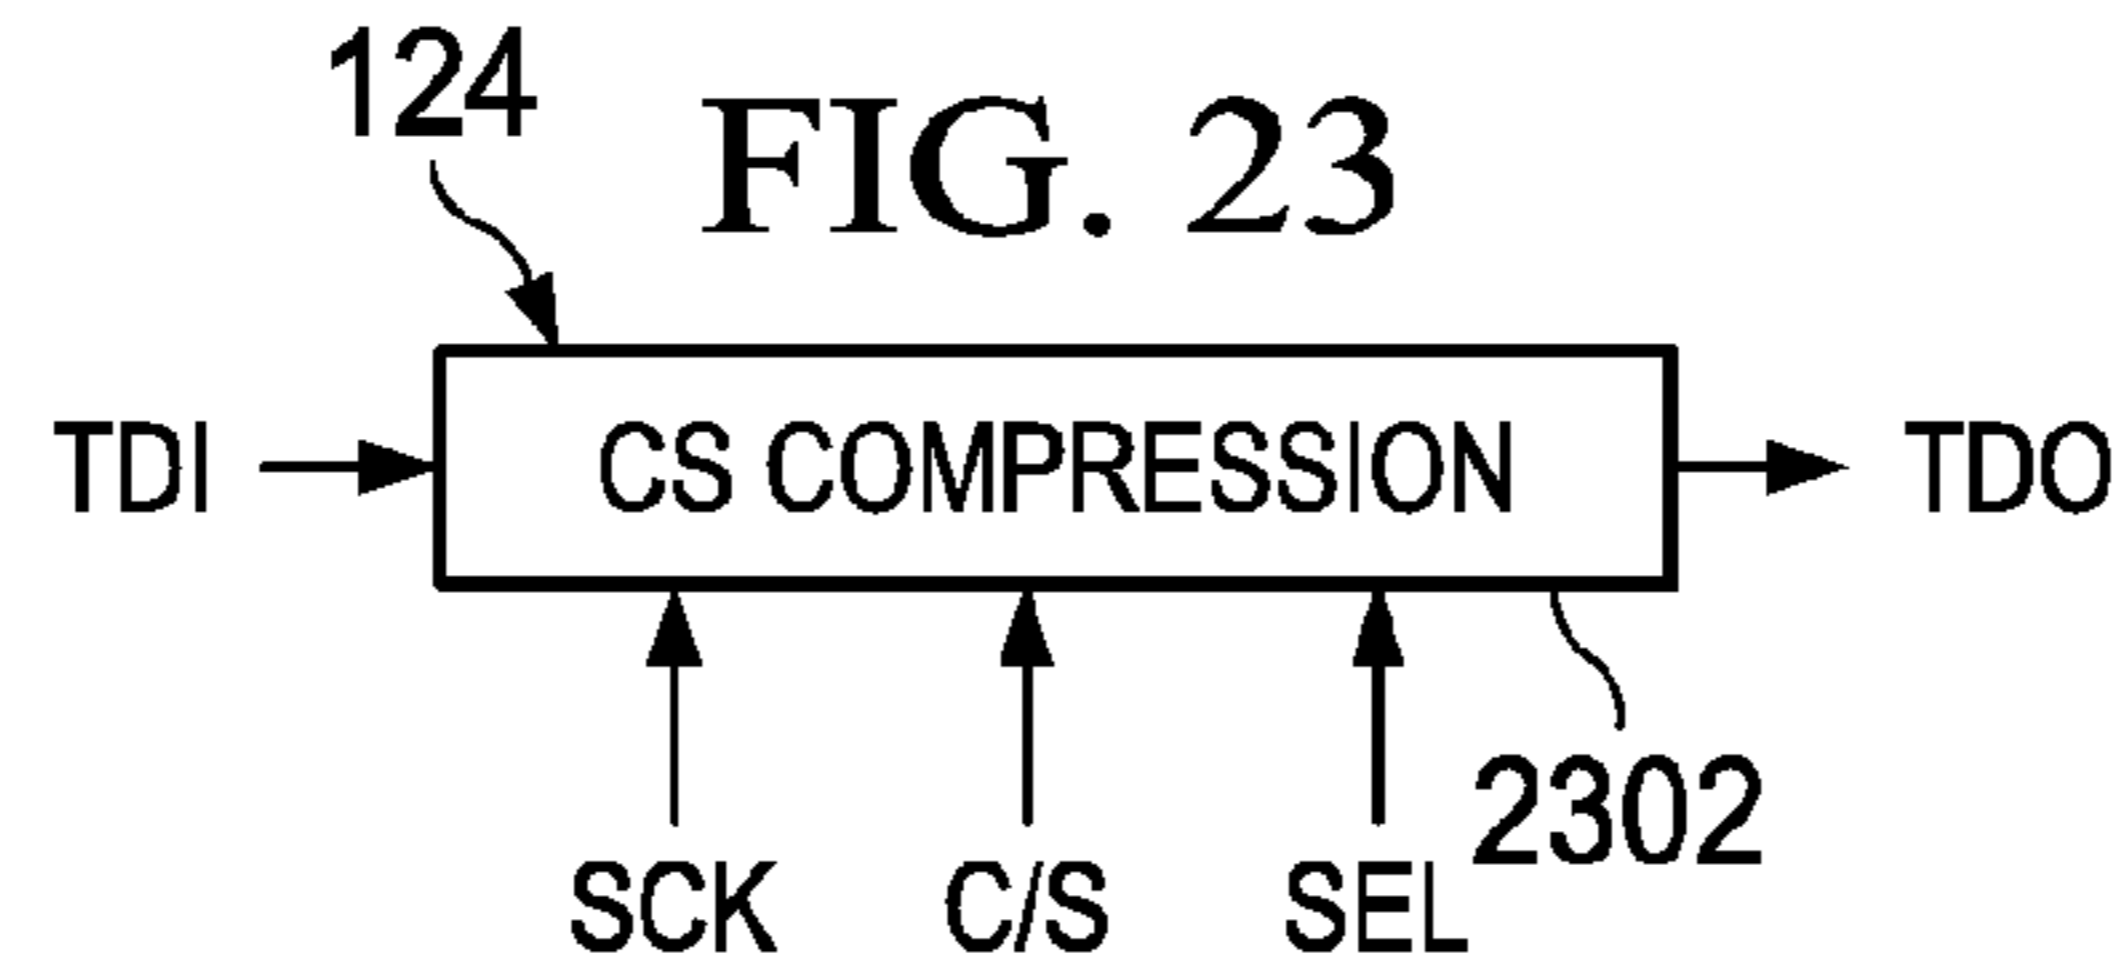 124
FIG. 23
TDI
CS COMPRESSION
TDO
SCK
C/S
SEL
2302